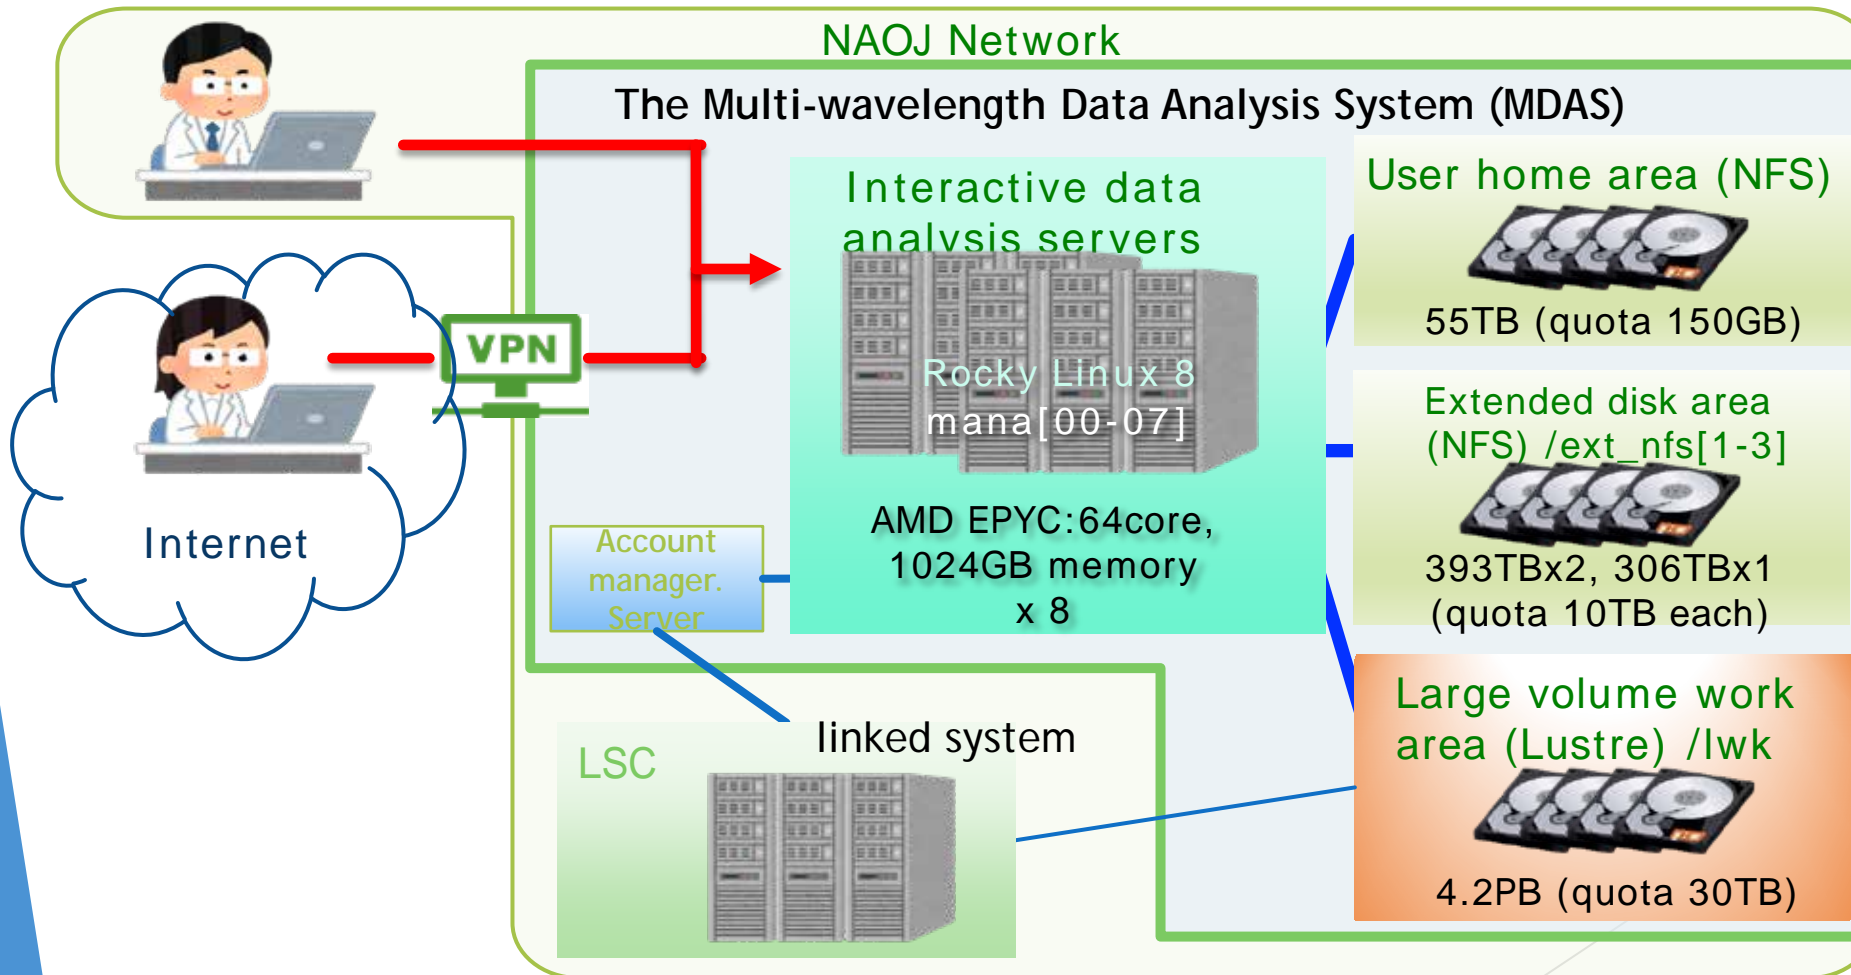 NAOJ Network
The Multi-wavelength Data Analysis System (MDAS)
Interactive data
analysis servers
Rocky Linux 8
mana[00-07]
AMD EPYC:64core,
1024GB memory
x 8
User home area (NFS)
55TB (quota 150GB)
Extended disk area
(NFS) /ext_nfs[1-3]
393TBx2, 306TBx1
(quota 10TB each)
Large volume work
area (Lustre) /lwk
4.2PB (quota 30TB)
VPN
Internet
Account
manager.
Server
linked system
LSC